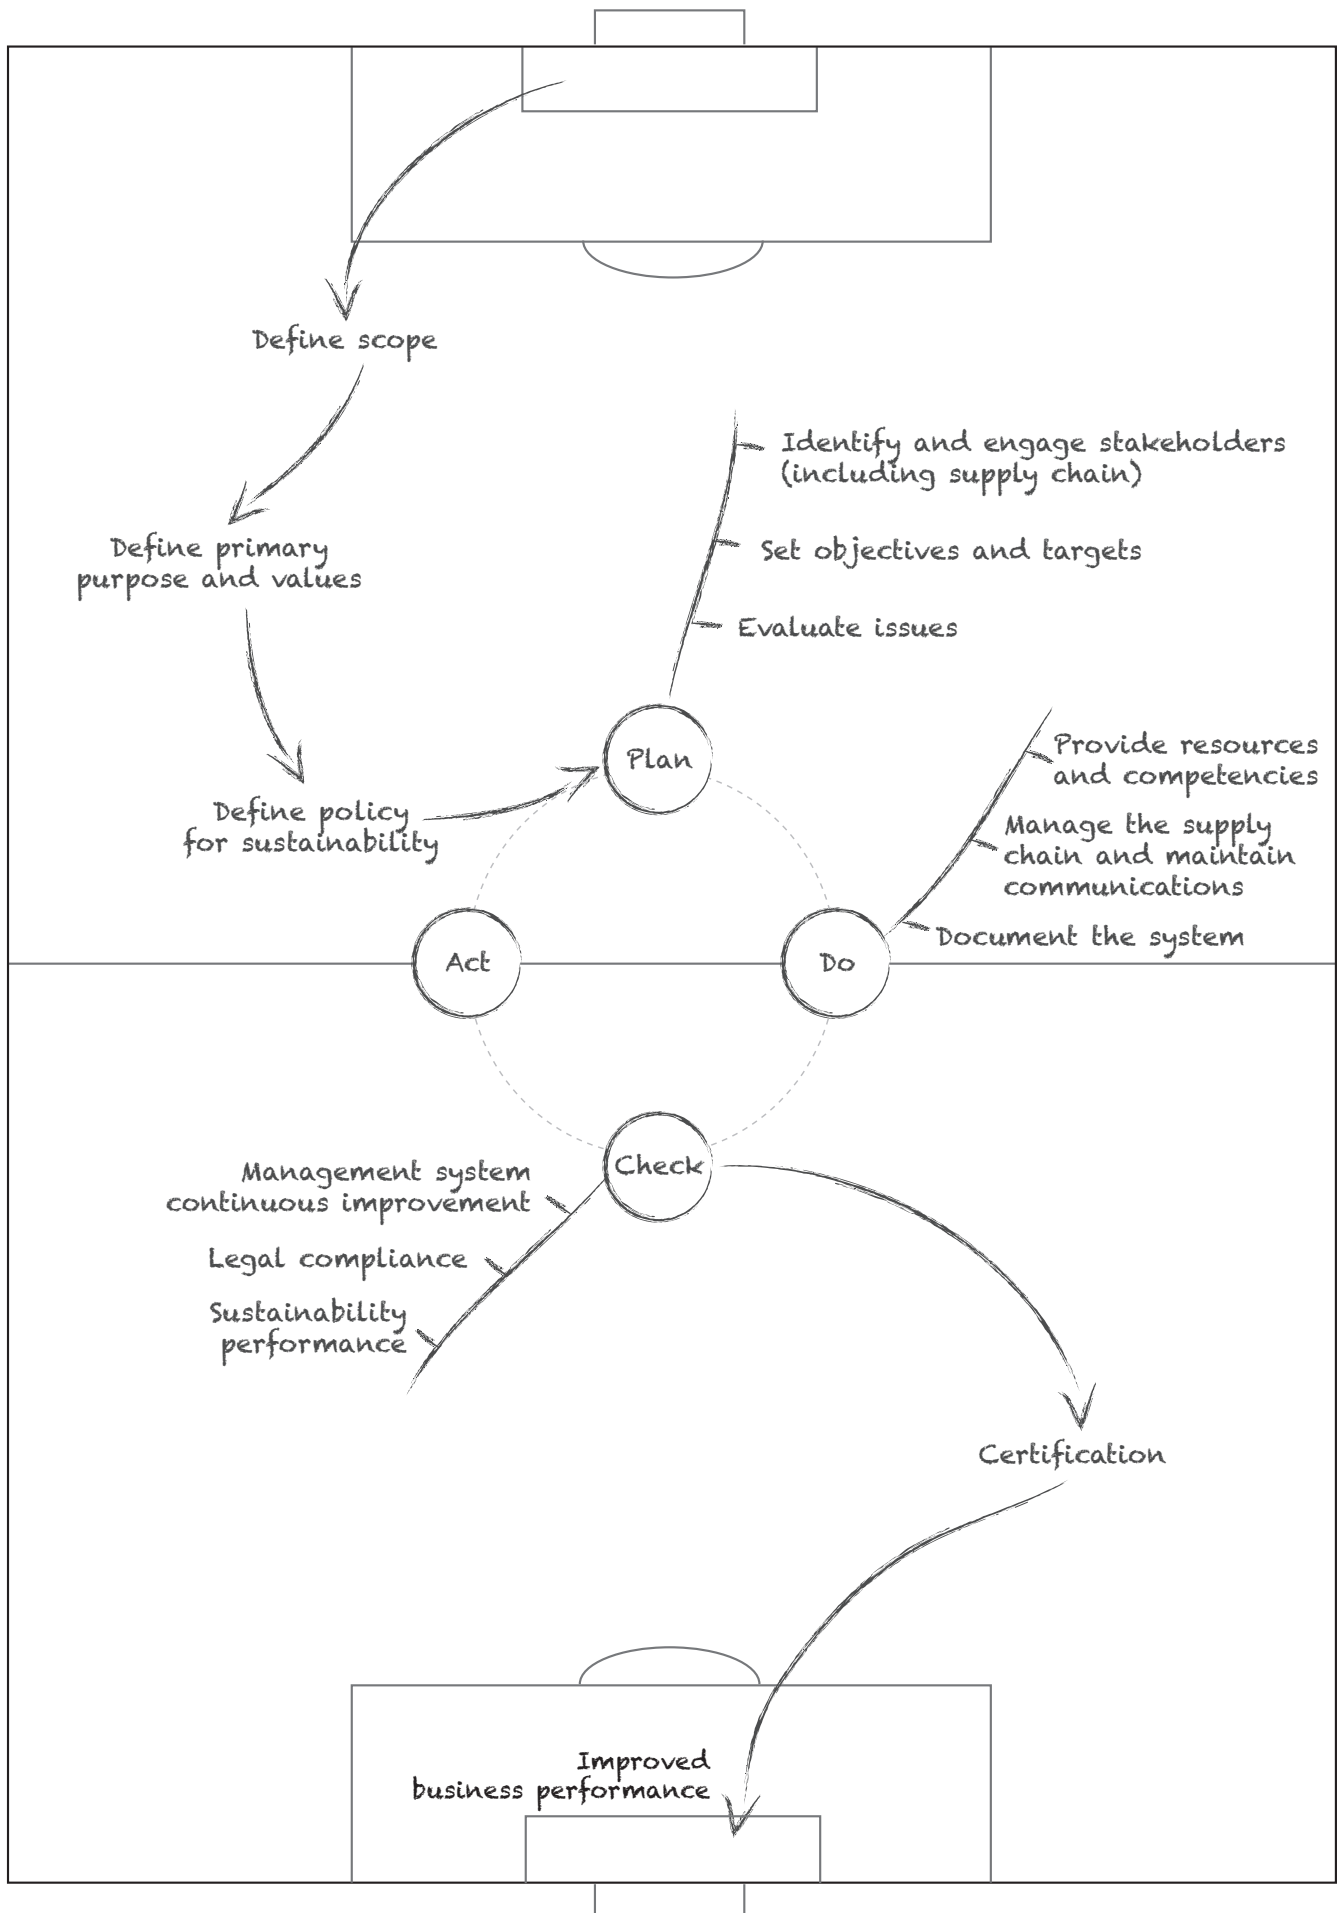 Define scope
Identify and engage stakeholders
(including supply chain)
Set objectives and targets
Define primary
purpose and values
Evaluate issues
Plan
Provide resources
and competencies
Define policy
for sustainability
Manage the supply
chain and maintain
communications
Document the system
Act
Do
Check
Management system
continuous improvement
Legal compliance
Sustainability
performance
Certification
Improved
business performance